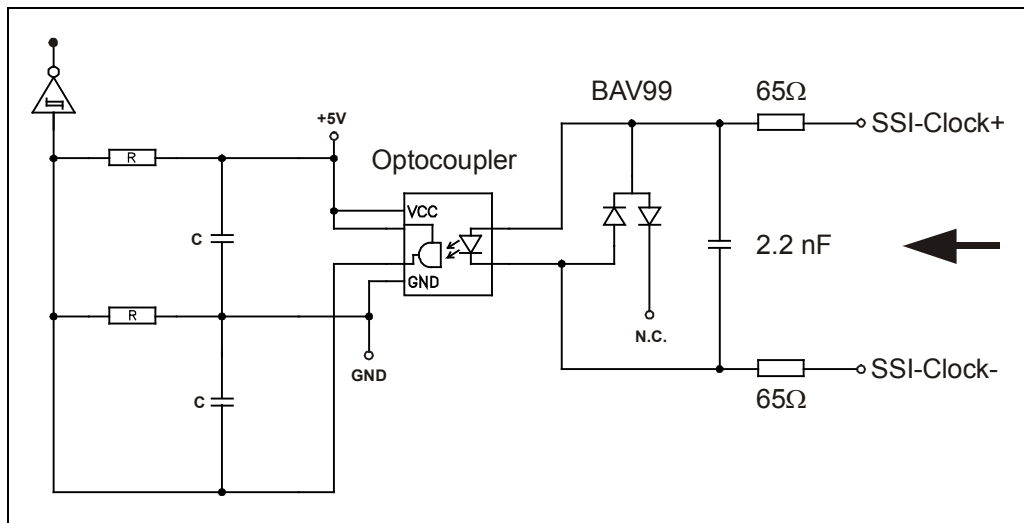 BAV99
65Ω
SSI-Clock+
+5V
Optocoupler
R
VCC
C
2.2 nF
GND
R
N.C.
GND
SSI-Clock-
65Ω
C